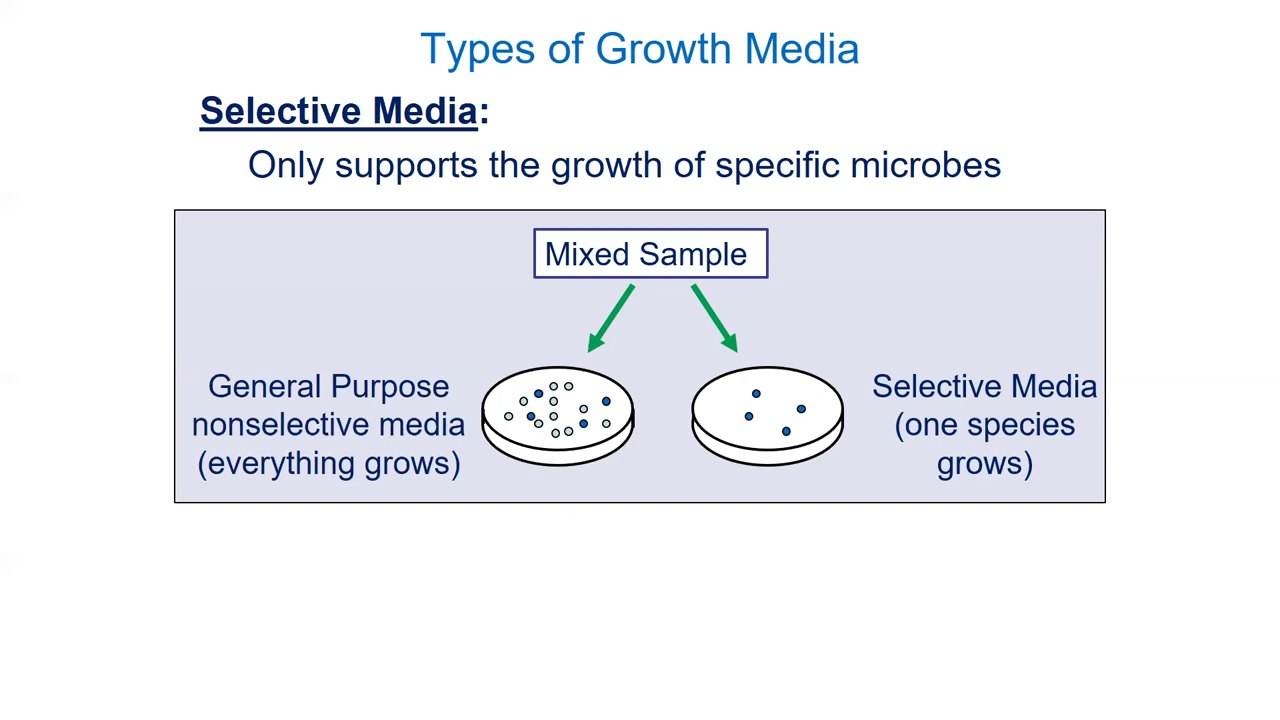 Types of Growth Media
Selective Media:
Only supports the growth of specific microbes
Mixed Sample
General Purpose
nonselective media
(everything grows)
Selective Media
(one species
grows)